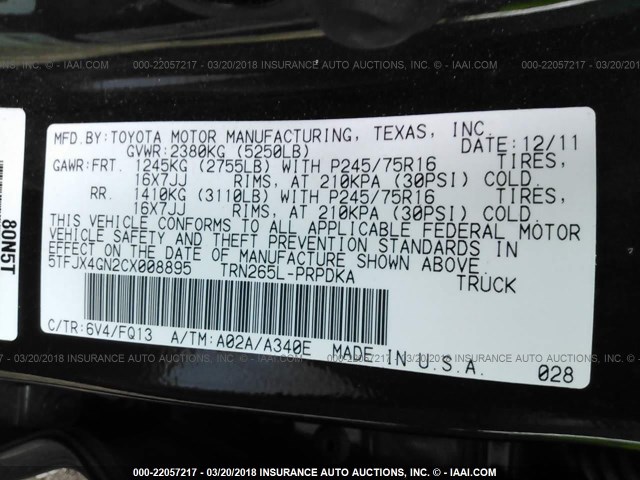 000-22057217 - 03/20/2018 INSURANCE AUTO AUCTIONS, INC. - © IAAI.COM
80N5T
MFD.BY:TOYOTA MOTOR MANUFACTURING, TEXAS, INC.
GVWR:2380KG (5250LB) DATE:12/11
GAWR:FRT. 1245KG (2755LB) WITH P245/75R16 TIRES,
16X7JJ RIMS, AT 210KPA (30PSI) COLD.
RR. 1410KG (3110LB) WITH P245/75R16 TIRES,
16X7JJ RIMS, AT 210KPA (30PSI) COLD.
THIS VEHICLE CONFORMS TO ALL APPLICABLE FEDERAL MOTOR
VEHICLE SAFETY AND THEFT PREVENTION STANDARDS IN
EFFECT ON THE DATE OF MANUFACTURE SHOWN ABOVE.
5TFJX4GN2CX008895 TRN265L-PRPDKA TRUCK
C/TR:6V4/FQ13 A/TM:A02A/A340E MADE IN U.S.A.
028
000-22057217 - 03/20/2018 INSURANCE AUTO AUCTIONS, INC. - © IAAI.COM
000-22057217 - 03/20/2018 INSURANCE AUTO AUCTIONS, INC. - © IAAI.COM